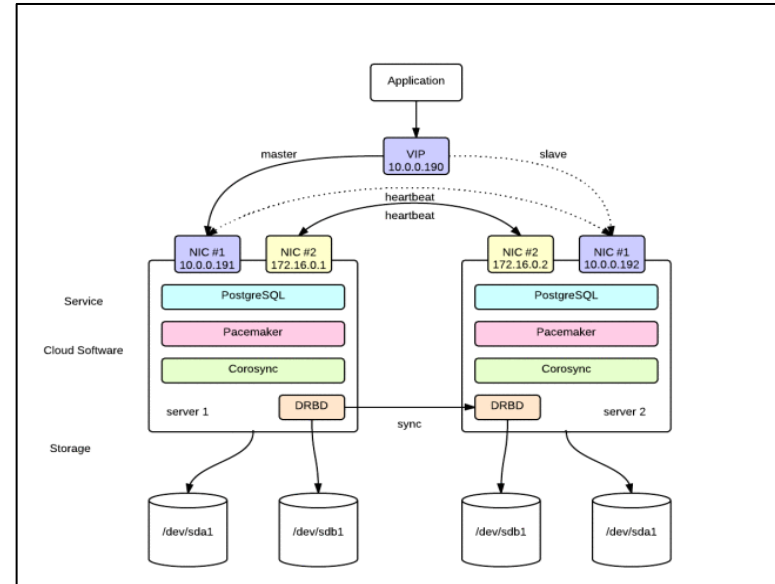 Application
VIP
10.0.0.190
master
slave
heartbeat
heartbeat
NIC #1
10.0.0.191
NIC #2
172.16.0.1
NIC #2
172.16.0.2
NIC #1
10.0.0.192
Service
PostgreSQL
PostgreSQL
Pacemaker
Pacemaker
Cloud Software
Corosync
Corosync
server 1
DRBD
sync
DRBD
server 2
Storage
/dev/sda1
/dev/sdb1
/dev/sdb1
/dev/sda1